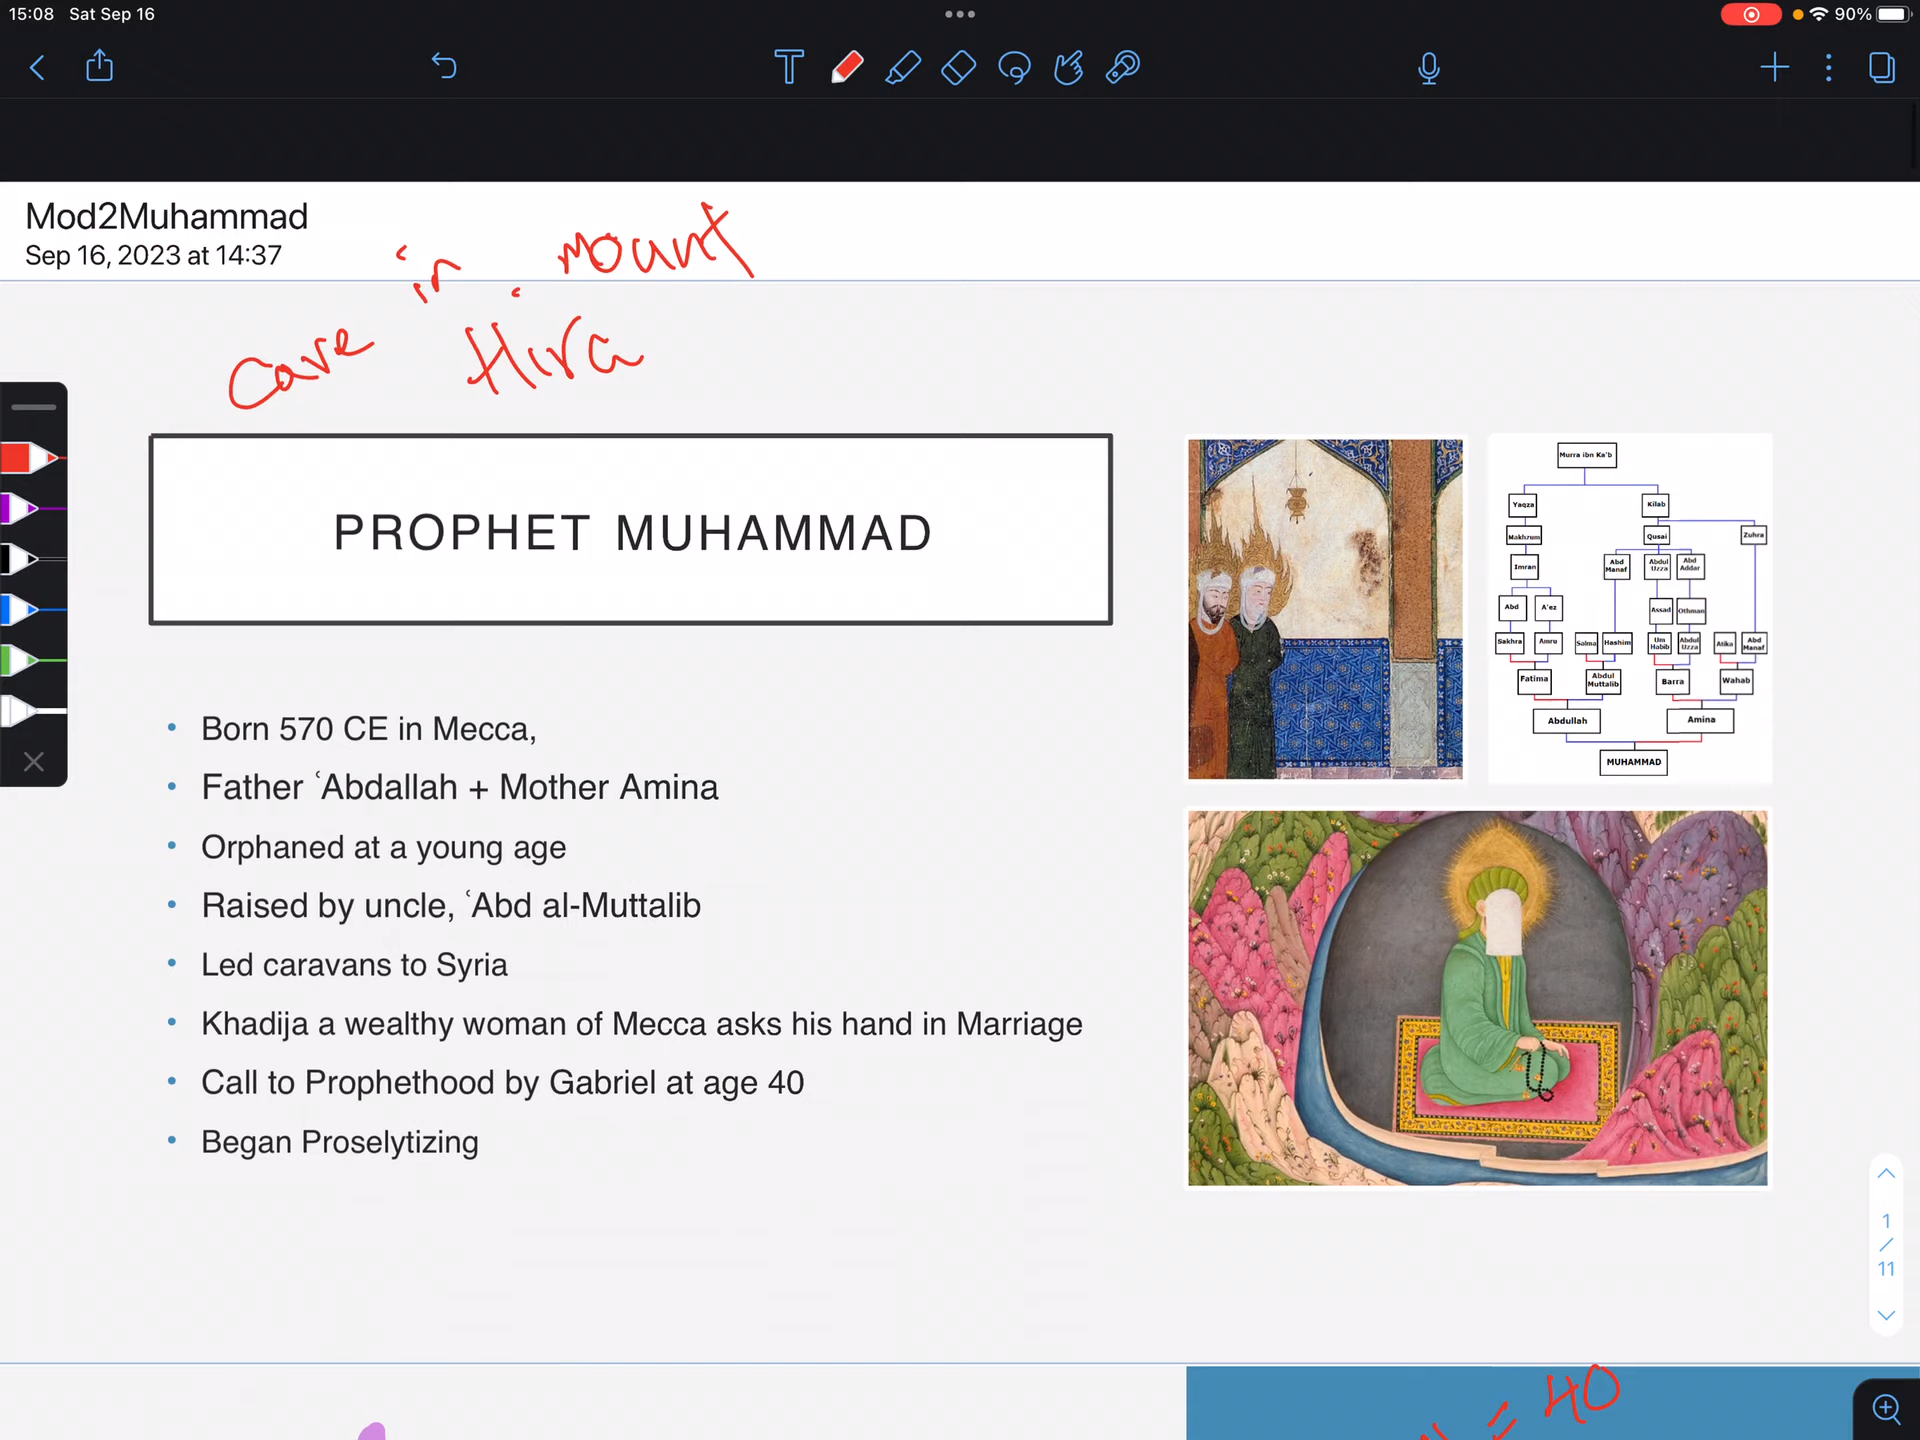 15:08 Sat Sep 16
90%
Mod2Muhammad
Sep 16, 2023 at 14:37
Cave in mount
Hira
PROPHET MUHAMMAD
• Born 570 CE in Mecca,
• Father ʿAbdallah + Mother Amina
• Orphaned at a young age
• Raised by uncle, ʿAbd al-Muttalib
• Led caravans to Syria
• Khadija a wealthy woman of Mecca asks his hand in Marriage
• Call to Prophethood by Gabriel at age 40
• Began Proselytizing
Murra ibn Ka'b
Yaqza Kilab
Makhzum Qusai Zuhra
Imran Abd Manaf Abdul Uzza Abd Addar
Abd A'ez Assad Othman
Sakhra Amru Salma Hashim Um Habib Abdul Uzza Atika Abd Manaf
Fatima Abdul Muttalib Barra Wahab
Abdullah Amina
MUHAMMAD
1
/
11
= 40